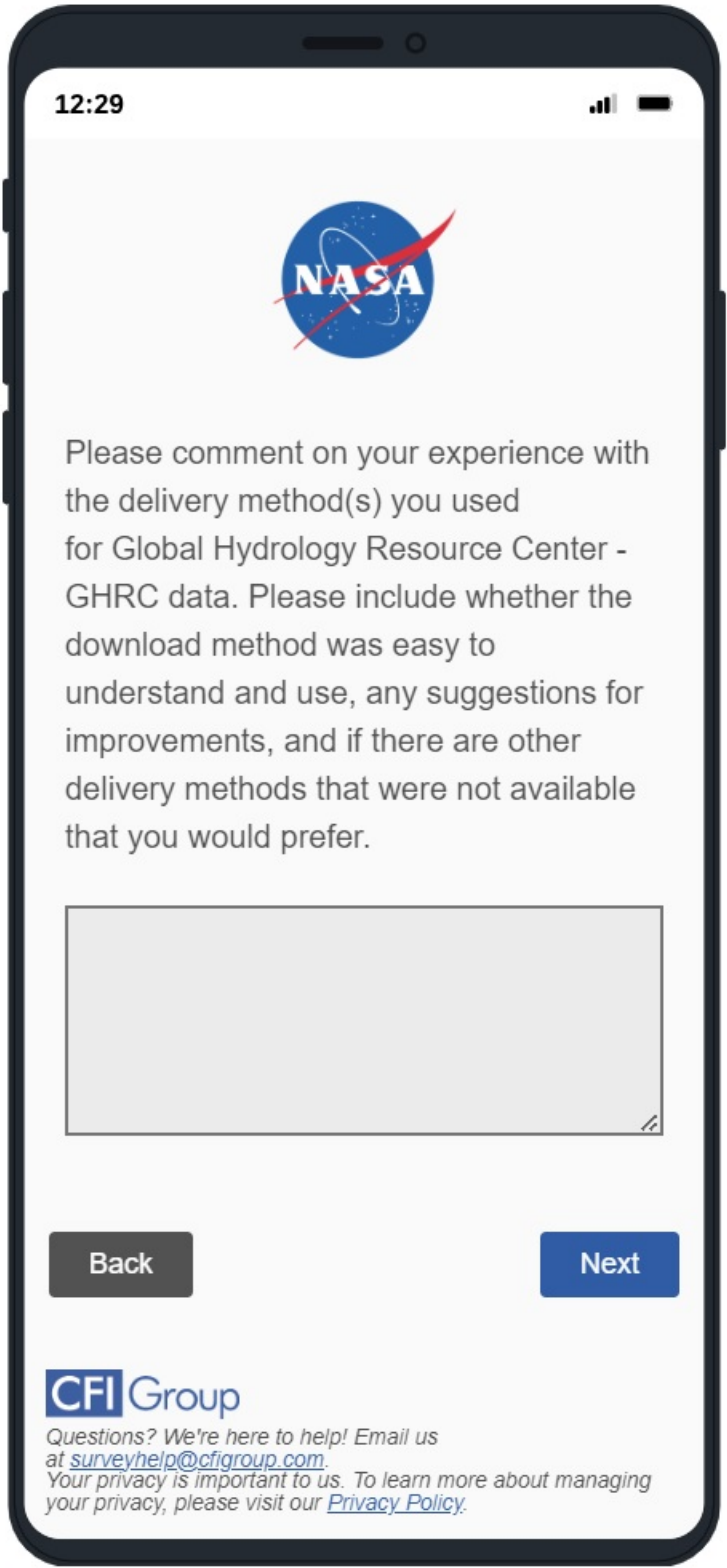 12:29
NASA
Please comment on your experience with
the delivery method(s) you used
for Global Hydrology Resource Center -
GHRC data. Please include whether the
download method was easy to
understand and use, any suggestions for
improvements, and if there are other
delivery methods that were not available
that you would prefer.
Back
Next
CFI Group
Questions? We're here to help! Email us
at surveyhelp@cfigroup.com.
Your privacy is important to us. To learn more about managing
your privacy, please visit our Privacy Policy.